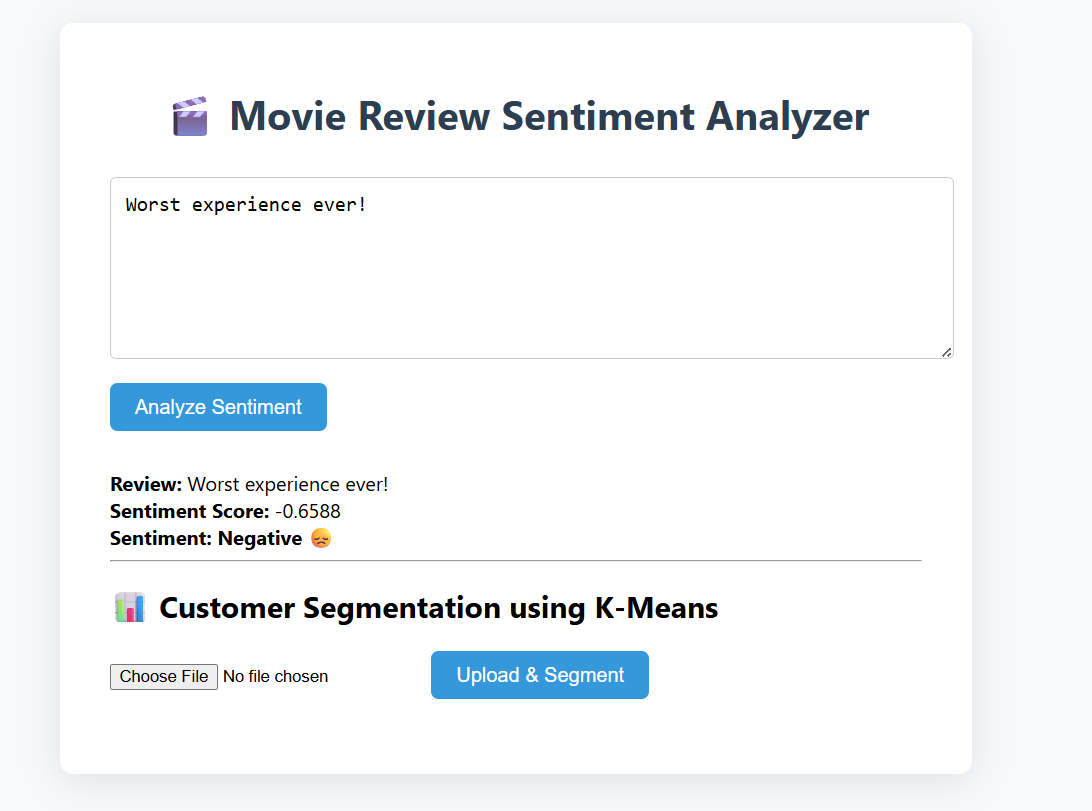 🎬 Movie Review Sentiment Analyzer
Worst experience ever!
Analyze Sentiment
Review: Worst experience ever!
Sentiment Score: -0.6588
Sentiment: Negative 😞
📊 Customer Segmentation using K-Means
Choose File No file chosen Upload & Segment